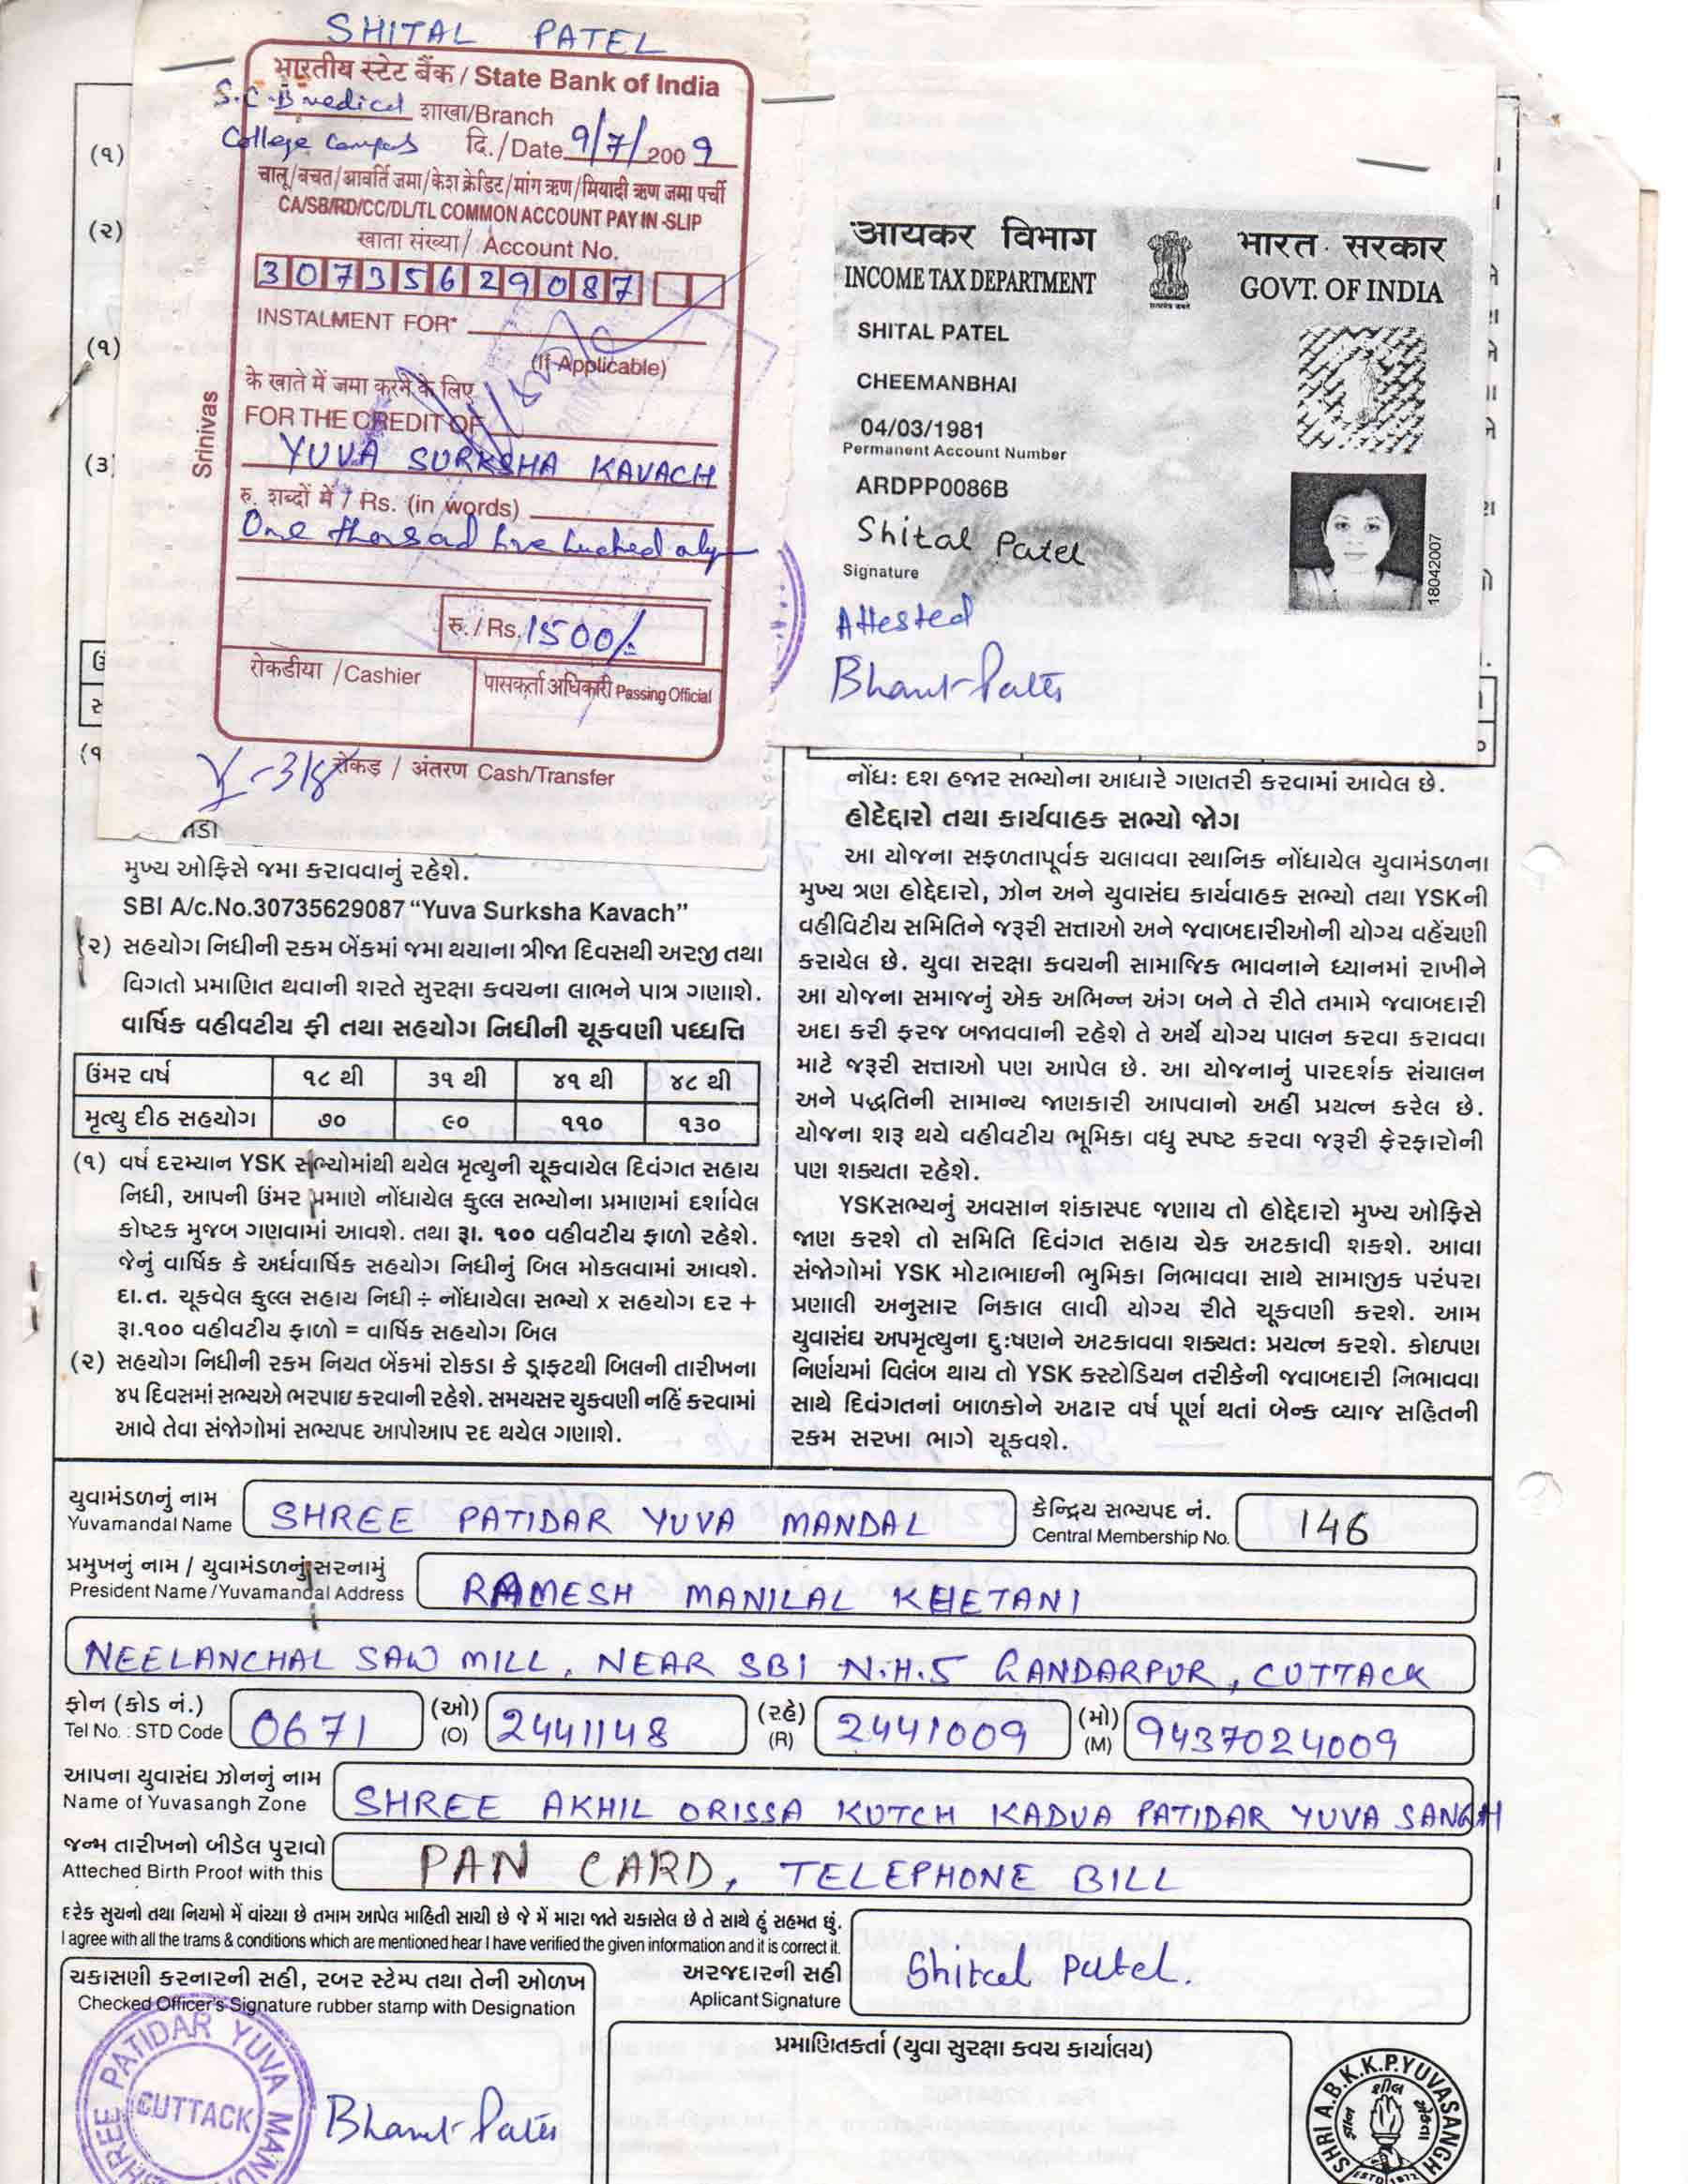 SHITAL PATEL
भारतीय स्टेट बैंक / State Bank of India
S.C.B medical शाखा/Branch
College Campus दि./Date 9/7/2009
चालू/बचत/आवर्ति जमा/केश क्रेडिट/मांग ऋण/मियादी ऋण जमा पर्ची
CA/SB/RD/CC/DL/TL COMMON ACCOUNT PAY IN -SLIP
खाता संख्या/ Account No.
30735629087
INSTALMENT FOR*
(If Applicable)
के खाते में जमा करने के लिए
FOR THE CREDIT OF
YUVA SURKSHA KAVACH
रु. शब्दों में / Rs. (in words)
One thousad five hudred only
रु./Rs. 1500/-
रोकडीया /Cashier
पासकर्ता अधिकारी Passing Official
रोकड़ / अंतरण Cash/Transfer
Srinivas
आयकर विभाग भारत सरकार
INCOME TAX DEPARTMENT GOVT. OF INDIA
SHITAL PATEL
CHEEMANBHAI
04/03/1981
Permanent Account Number
ARDPP0086B
Shital Patel
Signature
18042007
Attested
(૧)
(૨)
(૧)
(૩)
મુખ્ય ઓફિસે જમા કરાવવાનું રહેશે.
SBI A/c.No.30735629087 “Yuva Surksha Kavach”
(૨) સહયોગ નિધીની રકમ બેંકમાં જમા થયાના ત્રીજા દિવસથી અરજી તથા
વિગતો પ્રમાણિત થવાની શરતે સુરક્ષા કવચના લાભને પાત્ર ગણાશે.
વાર્ષિક વહીવટીય ફી તથા સહયોગ નિધીની ચૂકવણી પધ્ધતિ
ઉંમર વર્ષ ૧૮ થી ૩૧ થી ૪૧ થી ૪૮ થી
મૃત્યુ દીઠ સહયોગ ૭૦ ૯૦ ૧૧૦ ૧૩૦
(૧) વર્ષ દરમ્યાન YSK સભ્યોમાંથી થયેલ મૃત્યુની ચૂકવાયેલ દિવંગત સહાય
નિધી, આપની ઉંમર પ્રમાણે નોંધાયેલ કુલ્લ સભ્યોના પ્રમાણમાં દર્શાવેલ
કોષ્ટક મુજબ ગણવામાં આવશે. તથા રૂા. ૧૦૦ વહીવટીય ફાળો રહેશે.
જેનું વાર્ષિક કે અર્ધવાર્ષિક સહયોગ નિધીનું બિલ મોકલવામાં આવશે.
દા.ત. ચૂકવેલ કુલ્લ સહાય નિધી ÷ નોંધાયેલા સભ્યો x સહયોગ દર +
રૂા.૧૦૦ વહીવટીય ફાળો = વાર્ષિક સહયોગ બિલ
(૨) સહયોગ નિધીની રકમ નિયત બેંકમાં રોકડા કે ડ્રાફટથી બિલની તારીખના
૪૫ દિવસમાં સભ્યએ ભરપાઇ કરવાની રહેશે. સમયસર ચુકવણી નહિં કરવામાં
આવે તેવા સંજોગોમાં સભ્યપદ આપોઆપ રદ થયેલ ગણાશે.
નોંધ: દશ હજાર સભ્યોના આધારે ગણતરી કરવામાં આવેલ છે.
હોદેદ્દારો તથા કાર્યવાહક સભ્યો જોગ
આ યોજના સફળતાપૂર્વક ચલાવવા સ્થાનિક નોંધાયેલ યુવામંડળના
મુખ્ય ત્રણ હોદ્દેદારો, ઝોન અને યુવાસંઘ કાર્યવાહક સભ્યો તથા YSKની
વહીવિટીય સમિતિને જરૂરી સત્તાઓ અને જવાબદારીઓની યોગ્ય વહેંચણી
કરાયેલ છે. યુવા સરક્ષા કવચની સામાજિક ભાવનાને ધ્યાનમાં રાખીને
આ યોજના સમાજનું એક અભિન્ન અંગ બને તે રીતે તમામે જવાબદારી
અદા કરી ફરજ બજાવવાની રહેશે તે અર્થે યોગ્ય પાલન કરવા કરાવવા
માટે જરૂરી સત્તાઓ પણ આપેલ છે. આ યોજનાનું પારદર્શક સંચાલન
અને પદ્ધતિની સામાન્ય જાણકારી આપવાનો અહીં પ્રયત્ન કરેલ છે.
યોજના શરૂ થયે વહીવટીય ભૂમિકા વધુ સ્પષ્ટ કરવા જરૂરી ફેરફારોની
પણ શક્યતા રહેશે.
YSKસભ્યનું અવસાન શંકાસ્પદ જણાય તો હોદ્દેદારો મુખ્ય ઓફિસે
જાણ કરશે તો સમિતિ દિવંગત સહાય ચેક અટકાવી શકશે. આવા
સંજોગોમાં YSK મોટાભાઇની ભુમિકા નિભાવવા સાથે સામાજીક પરંપરા
પ્રણાલી અનુસાર નિકાલ લાવી યોગ્ય રીતે ચૂકવણી કરશે. આમ
યુવાસંઘ અપમૃત્યુના દુ:ષણને અટકાવવા શક્યત: પ્રયત્ન કરશે. કોઇપણ
નિર્ણયમાં વિલંબ થાય તો YSK કસ્ટોડિયન તરીકેની જવાબદારી નિભાવવા
સાથે દિવંગતનાં બાળકોને અઢાર વર્ષ પૂર્ણ થતાં બેન્ક વ્યાજ સહિતની
રકમ સરખા ભાગે ચૂકવશે.
યુવામંડળનું નામ
Yuvamandal Name SHREE PATIDAR YUVA MANDAL
કેન્દ્રિય સભ્યપદ નં.
Central Membership No. 146
પ્રમુખનું નામ / યુવામંડળનું સરનામું
President Name /Yuvamandal Address RAMESH MANILAL KHETANI
NEELANCHAL SAW MILL, NEAR SBI N.H.5 GANDARPUR, CUTTACK
ફોન (કોડ નં.) (ઓ) (રહે) (મો)
Tel No. : STD Code 0671 (O) 2441148 (R) 2441009 (M) 9437024009
આપના યુવાસંઘ ઝોનનું નામ
Name of Yuvasangh Zone SHREE AKHIL ORISSA KUTCH KADVA PATIDAR YUVA SANGH
જન્મ તારીખનો બીડેલ પુરાવો
Atteched Birth Proof with this PAN CARD, TELEPHONE BILL
દરેક સુચનો તથા નિયમો મેં વાંચ્યા છે તમામ આપેલ માહિતી સાચી છે જે મેં મારા જાતે ચકાસેલ છે તે સાથે હું સહમત છું.
I agree with all the trams & conditions which are mentioned hear I have verified the given information and it is correct it.
અરજદારની સહી
Aplicant Signature Shital Patel.
ચકાસણી કરનારની સહી, રબર સ્ટેમ્પ તથા તેની ઓળખ
Checked Officer's Signature rubber stamp with Designation
SHREE PATIDAR YUVA MANDAL
CUTTACK
પ્રમાણિતકર્તા (યુવા સુરક્ષા કવચ કાર્યાલય)
SHRI A.B.K.K.P.YUVASANGH